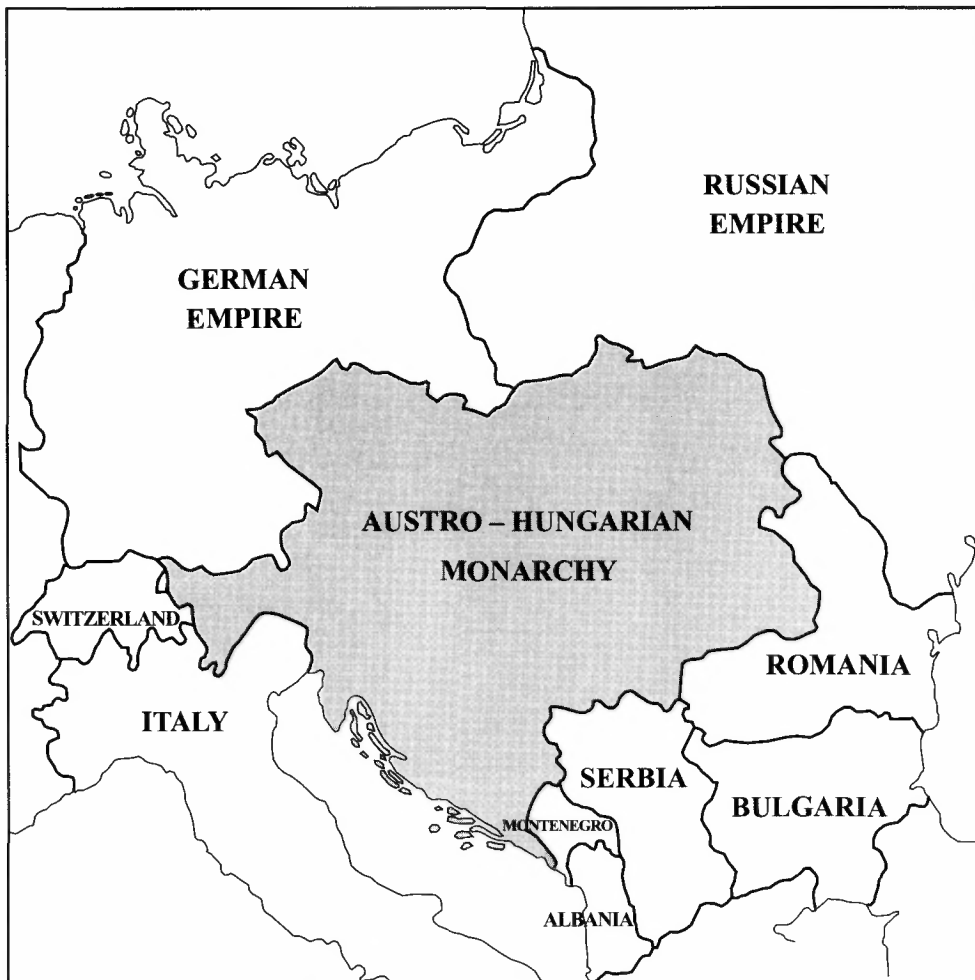 RUSSIAN
EMPIRE
GERMAN
EMPIRE
AUSTRO – HUNGARIAN
MONARCHY
SWITZERLAND
ROMANIA
ITALY
SERBIA
BULGARIA
MONTENEGRO
ALBANIA